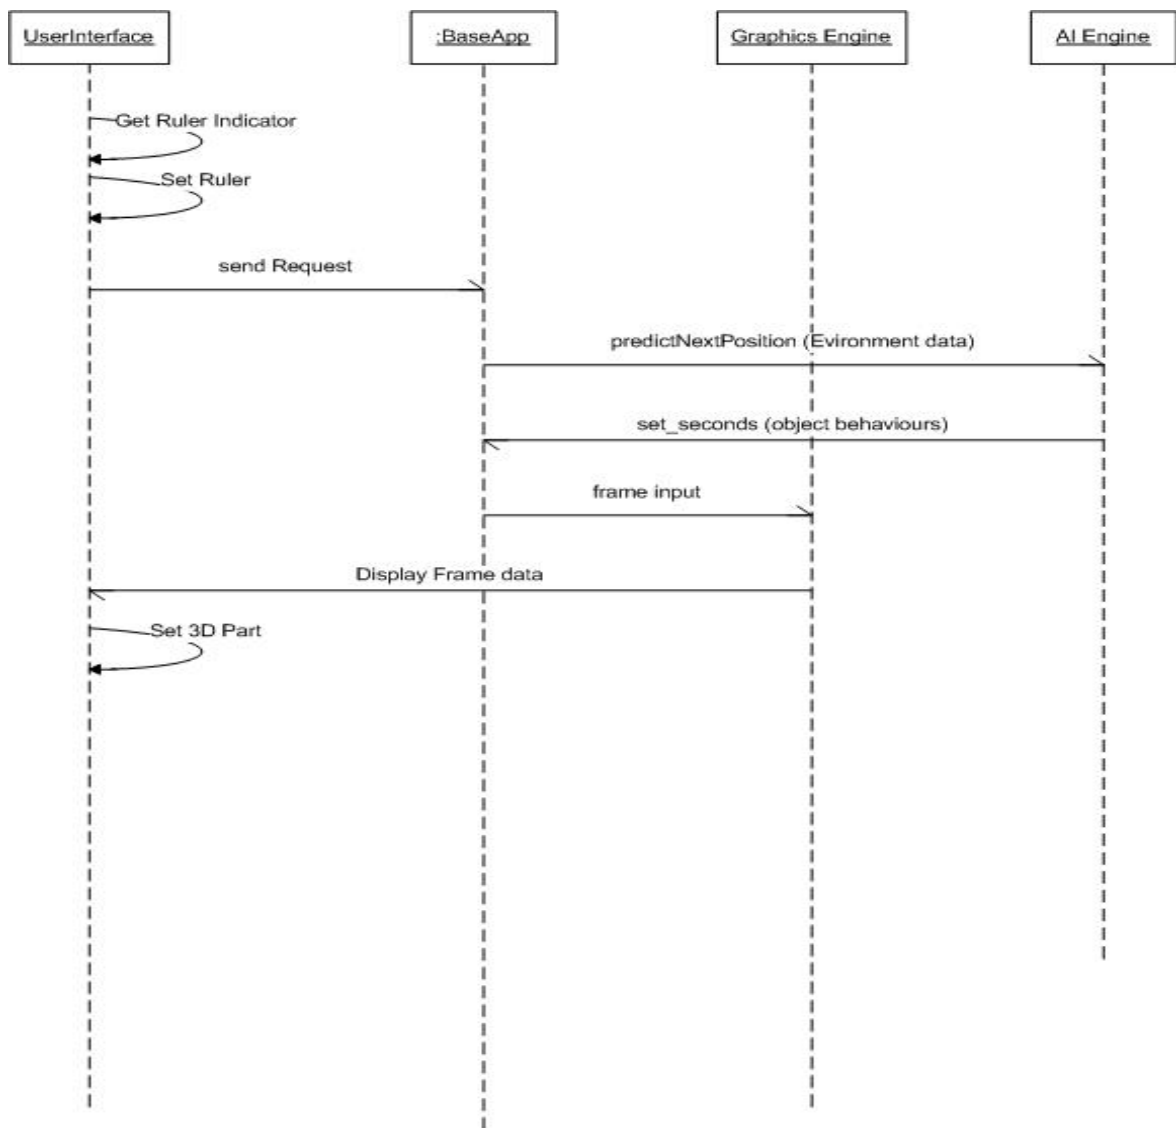 UserInterface
:BaseApp
Graphics Engine
AI Engine
Get Ruler Indicator
Set Ruler
send Request
predictNextPosition (Evironment data)
set_seconds (object behaviours)
frame input
Display Frame data
Set 3D Part